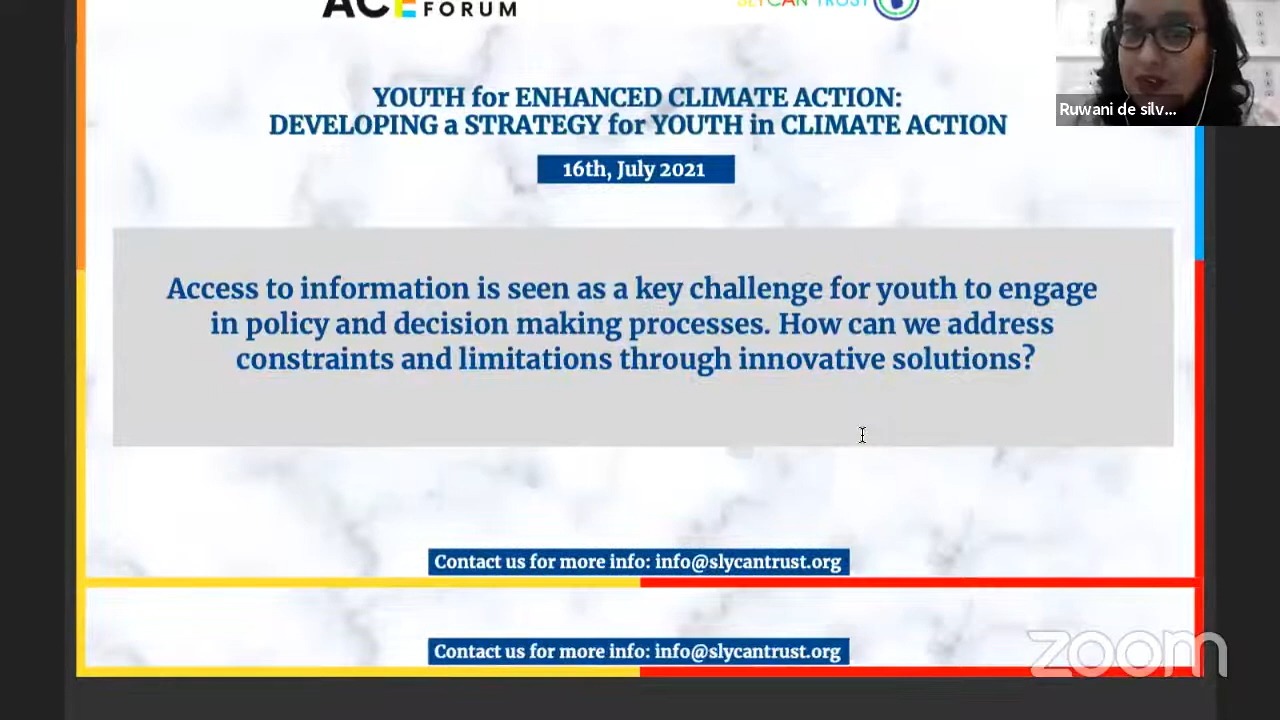 ACE
FORUM
SLYCAN TRUST
Ruwani de silv...
YOUTH for ENHANCED CLIMATE ACTION:
DEVELOPING a STRATEGY for YOUTH in CLIMATE ACTION
16th, July 2021
Access to information is seen as a key challenge for youth to engage
in policy and decision making processes. How can we address
constraints and limitations through innovative solutions?
Contact us for more info: info@slycantrust.org
Contact us for more info: info@slycantrust.org
zoom